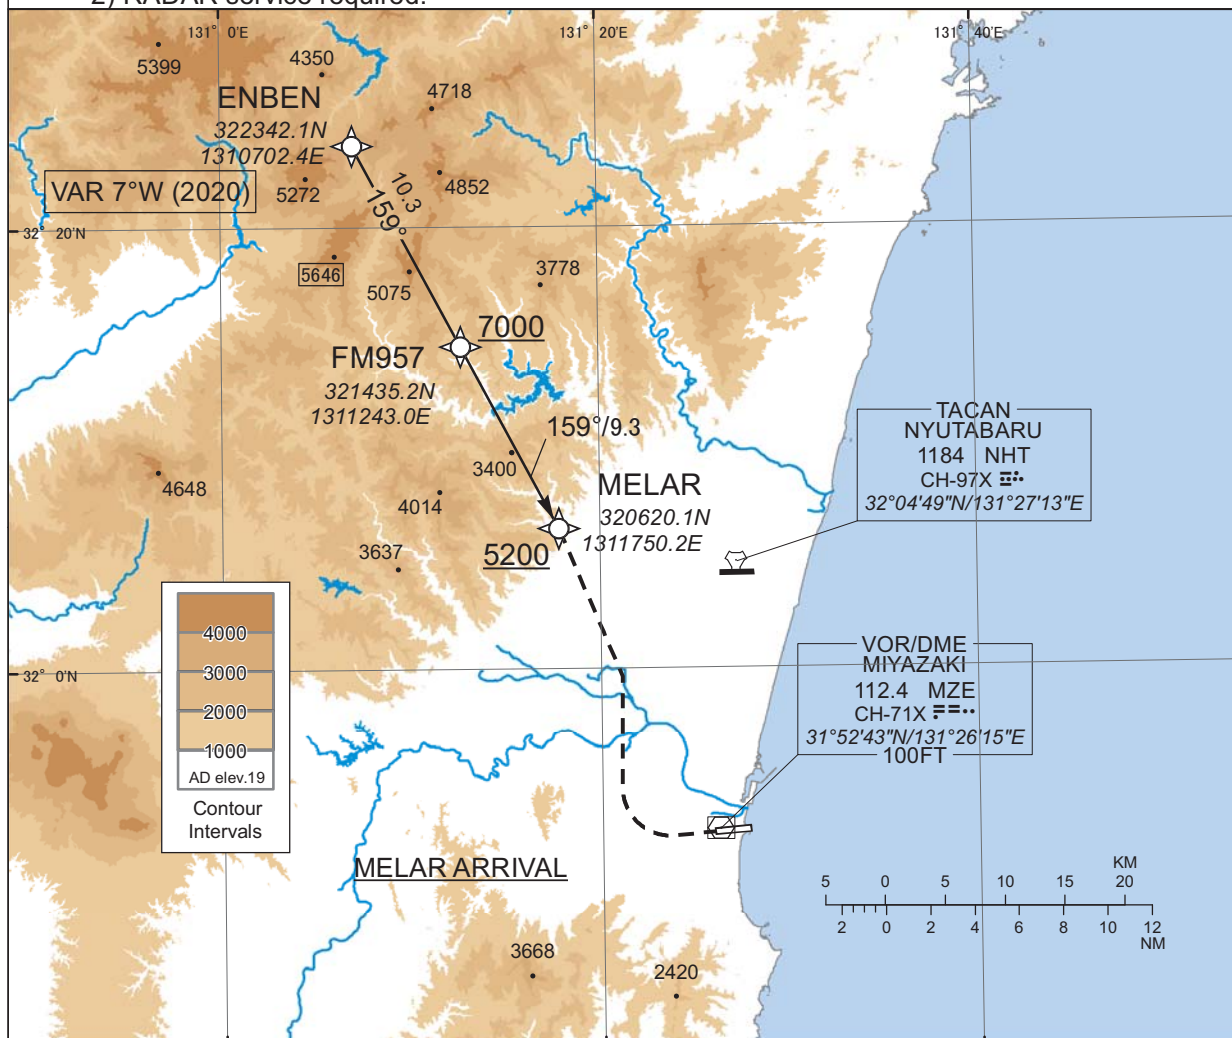 2) RADAR service required.
131° 0'E
131° 20'E
131° 40'E
5399
4350
4718
ENBEN
322342.1N
1310702.4E
VAR 7°W (2020)
5272
4852
10.3
159°
32° 20'N
5646
5075
3778
7000
FM957
321435.2N
1311243.0E
159°/9.3
3400
4648
4014
MELAR
320620.1N
1311750.2E
5200
3637
TACAN
NYUTABARU
1184 NHT
CH-97X
32°04'49"N/131°27'13"E
4000
3000
2000
1000
AD elev.19
Contour
Intervals
32° 0'N
VOR/DME
MIYAZAKI
112.4 MZE
CH-71X
31°52'43"N/131°26'15"E
100FT
MELAR ARRIVAL
KM
5 0 5 10 15 20
2 0 2 4 6 8 10 12
NM
3668
2420